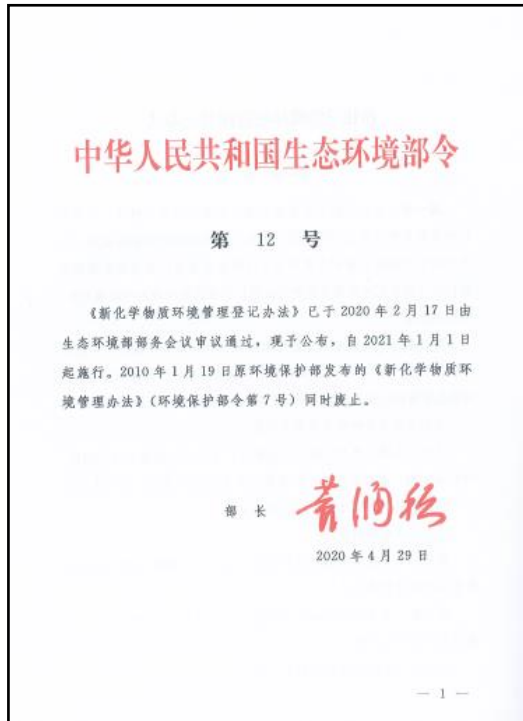 中华人民共和国生态环境部令
第 12 号
《新化学物质环境管理登记办法》已于 2020 年 2 月 17 日由
生态环境部部务会议审议通过，现予公布，自 2021 年 1 月 1 日
起施行。2010 年 1 月 19 日原环境保护部发布的《新化学物质环
境管理办法》（环境保护部令第 7 号）同时废止。
部 长 黄润秋
2020 年 4 月 29 日
— 1 —